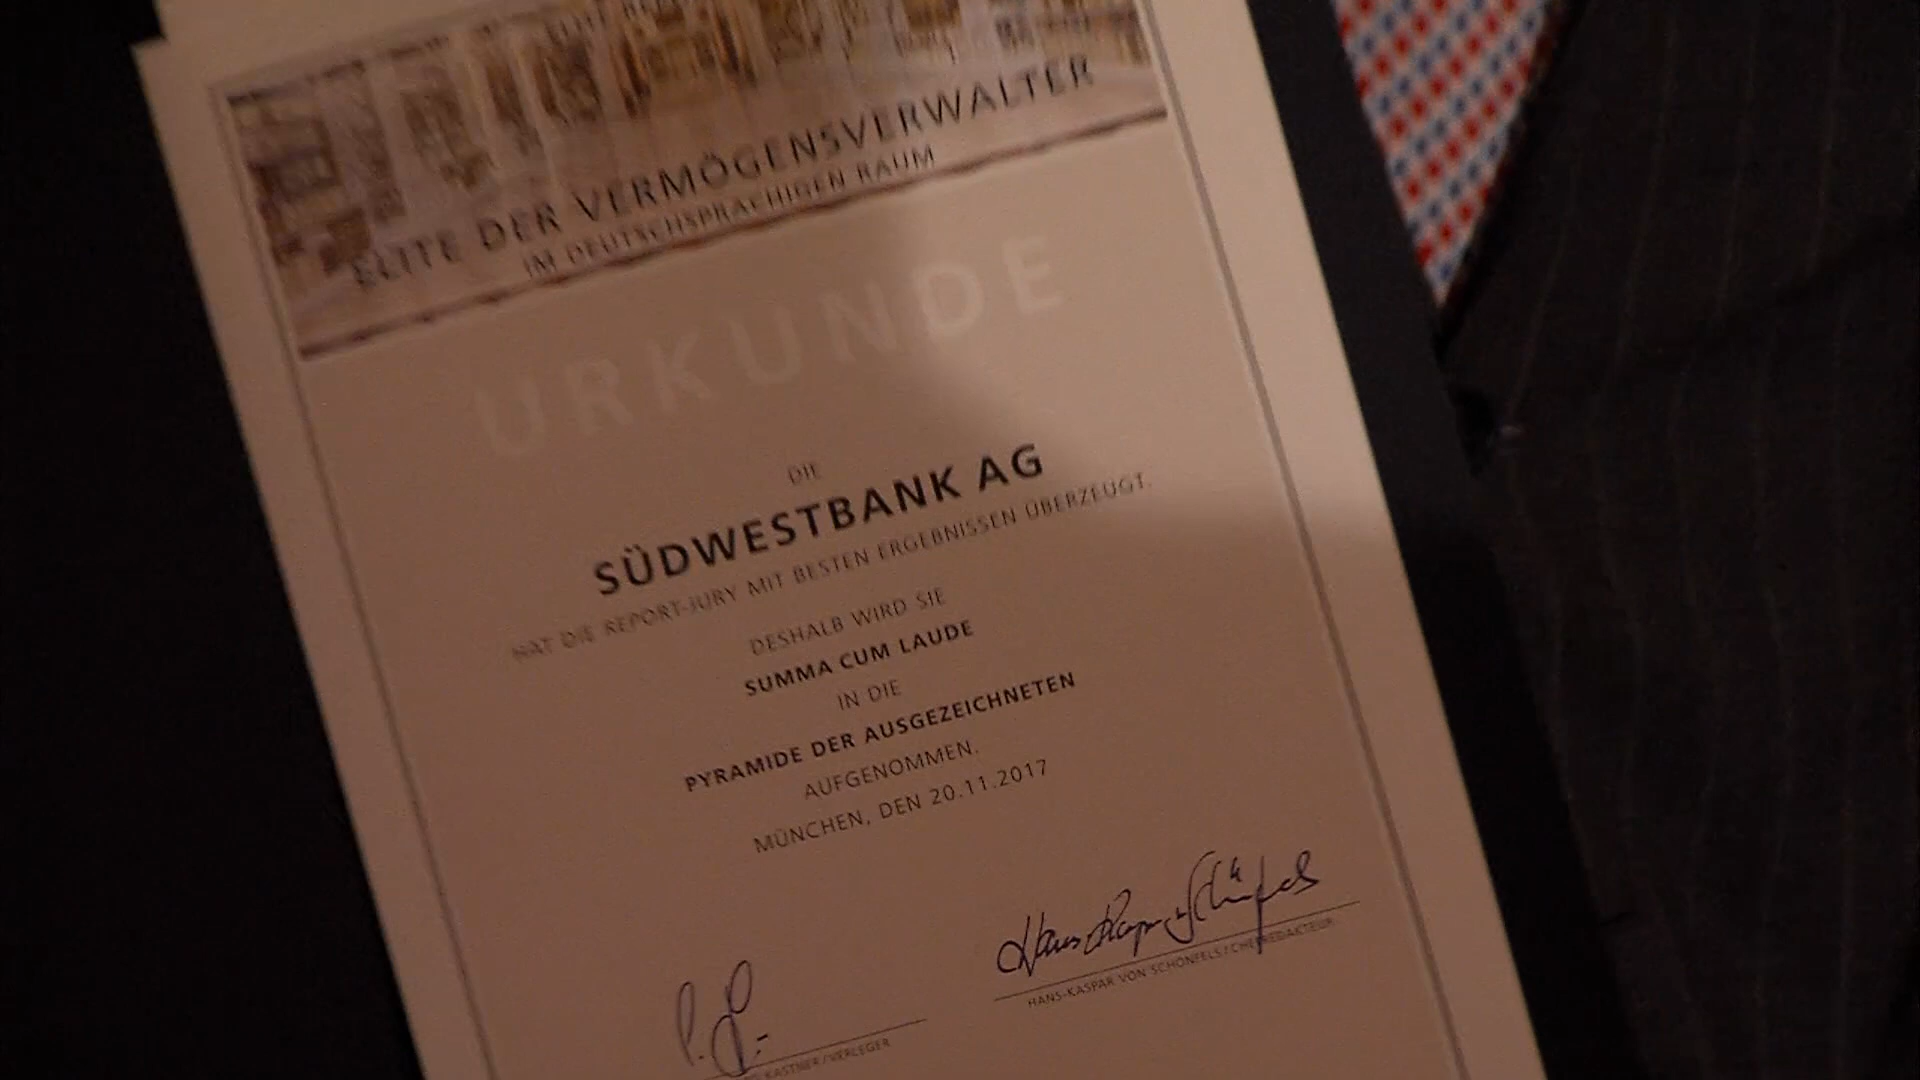 ELITE DER VERMÖGENSVERWALTER
IM DEUTSCHSPRACHIGEN RAUM
URKUNDE
DIE
SÜDWESTBANK AG
HAT DIE REPORT-JURY MIT BESTEN ERGEBNISSEN ÜBERZEUGT.
DESHALB WIRD SIE
SUMMA CUM LAUDE
IN DIE
PYRAMIDE DER AUSGEZEICHNETEN
AUFGENOMMEN.
MÜNCHEN, DEN 20.11.2017
HANS-KASPAR VON SCHÖNFELS / CHEFREDAKTEUR
KASTNER / VERLEGER